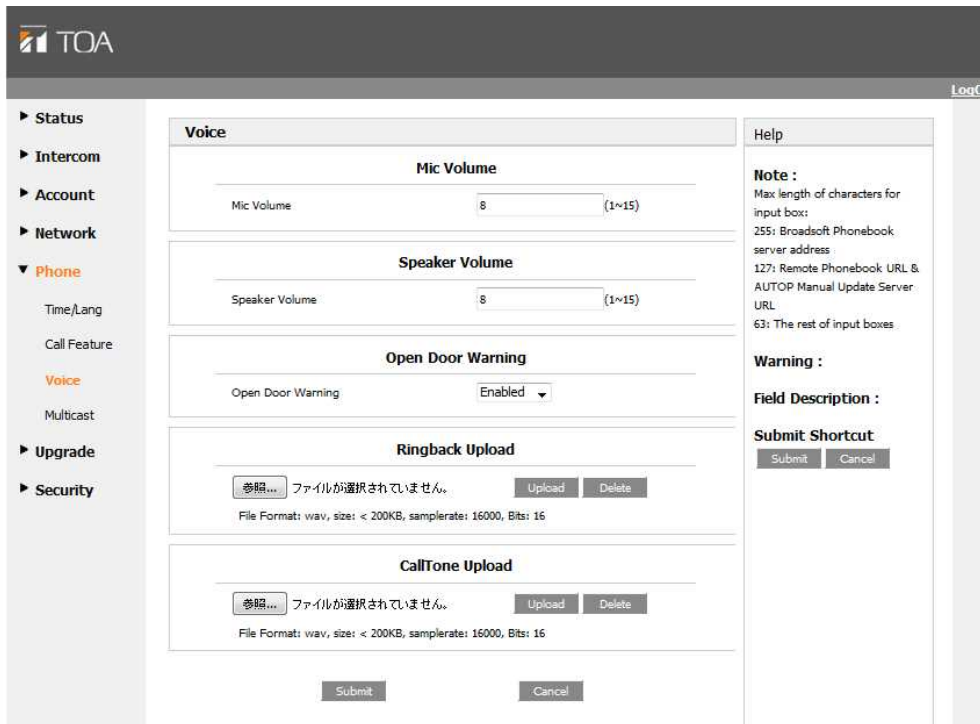 TOA
LogO
Status
Intercom
Account
Network
Phone
Time/Lang
Call Feature
Voice
Multicast
Upgrade
Security
Voice
Mic Volume
Mic Volume 8 (1~15)
Speaker Volume
Speaker Volume 8 (1~15)
Open Door Warning
Open Door Warning Enabled
Ringback Upload
参照... ファイルが選択されていません。 Upload Delete
File Format: wav, size: < 200KB, samplerate: 16000, Bits: 16
CallTone Upload
参照... ファイルが選択されていません。 Upload Delete
File Format: wav, size: < 200KB, samplerate: 16000, Bits: 16
Submit Cancel
Help
Note :
Max length of characters for
input box:
255: Broadsoft Phonebook
server address
127: Remote Phonebook URL &
AUTOP Manual Update Server
URL
63: The rest of input boxes
Warning :
Field Description :
Submit Shortcut
Submit Cancel